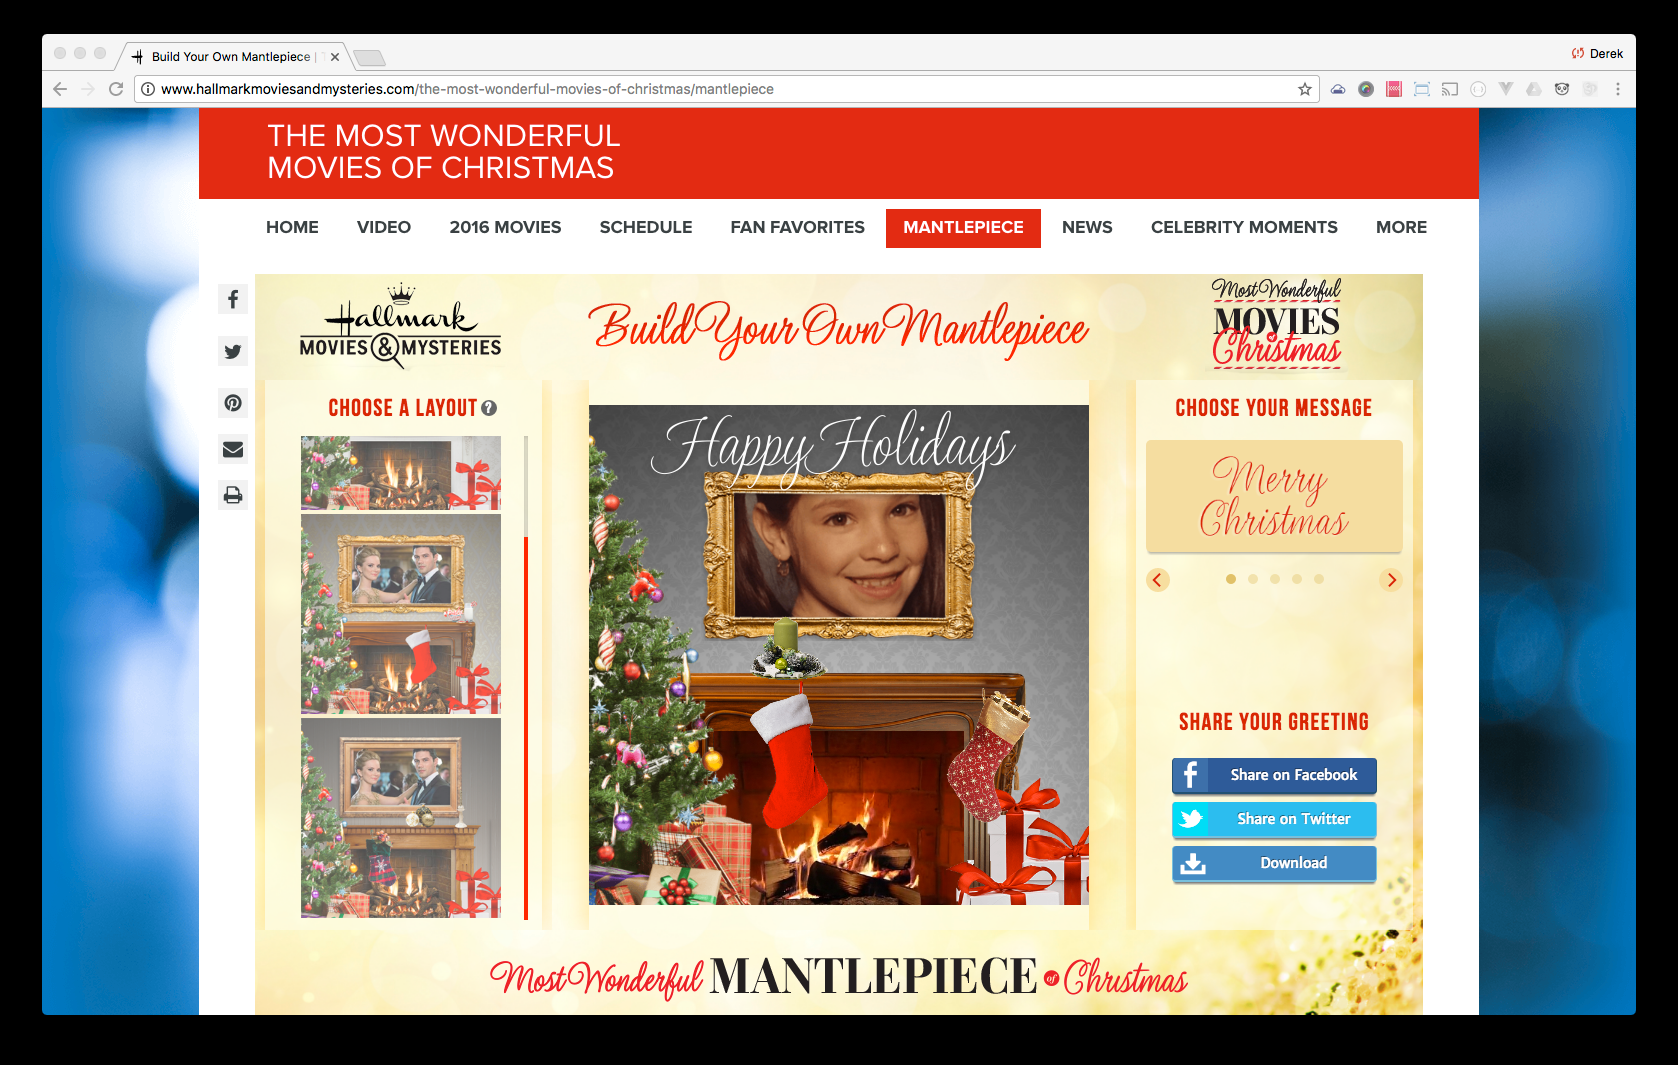 Build Your Own Mantlepiece |
Derek
www.hallmarkmoviesandmysteries.com/the-most-wonderful-movies-of-christmas/mantlepiece
THE MOST WONDERFUL
MOVIES OF CHRISTMAS
HOME VIDEO 2016 MOVIES SCHEDULE FAN FAVORITES MANTLEPIECE NEWS CELEBRITY MOMENTS MORE
Hallmark
MOVIES & MYSTERIES
Build Your Own Mantlepiece
Most Wonderful
MOVIES
of
Christmas
CHOOSE A LAYOUT ?
Happy Holidays
CHOOSE YOUR MESSAGE
Merry
Christmas
SHARE YOUR GREETING
Share on Facebook
Share on Twitter
Download
Most Wonderful MANTLEPIECE of Christmas